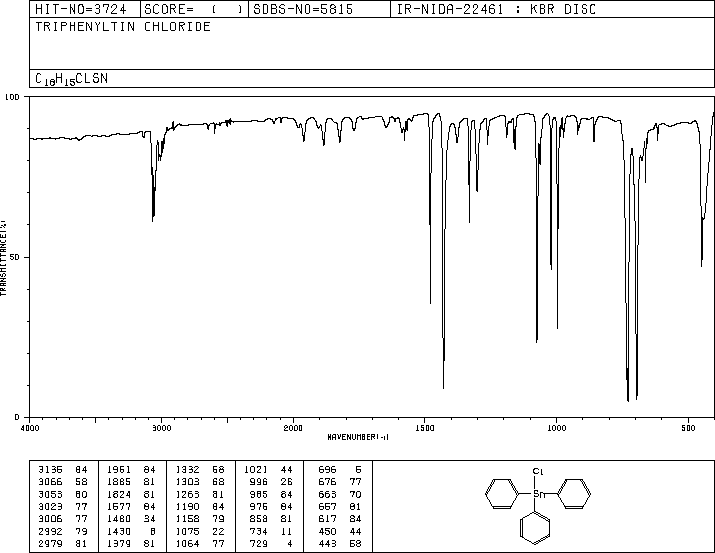 HIT-NO=3724 SCORE= ( ) SDBS-NO=5815 IR-NIDA-22461 : KBR DISC
TRIPHENYLTIN CHLORIDE
C18H15CLSN
100
50
0
TRANSMITTANCE(%)
4000 3000 2000 1500 1000 500
WAVENUMBER(-1)
3136 84 1961 84 1332 58 1021 44 696 5
3066 58 1885 81 1303 68 996 26 676 77
3053 60 1824 81 1263 81 985 84 663 70
3023 77 1577 84 1190 84 976 84 657 81
3006 77 1480 34 1158 79 858 81 617 84
2992 79 1430 8 1075 22 734 11 450 44
2979 81 1379 81 1064 77 729 4 443 58
Cl
Sn